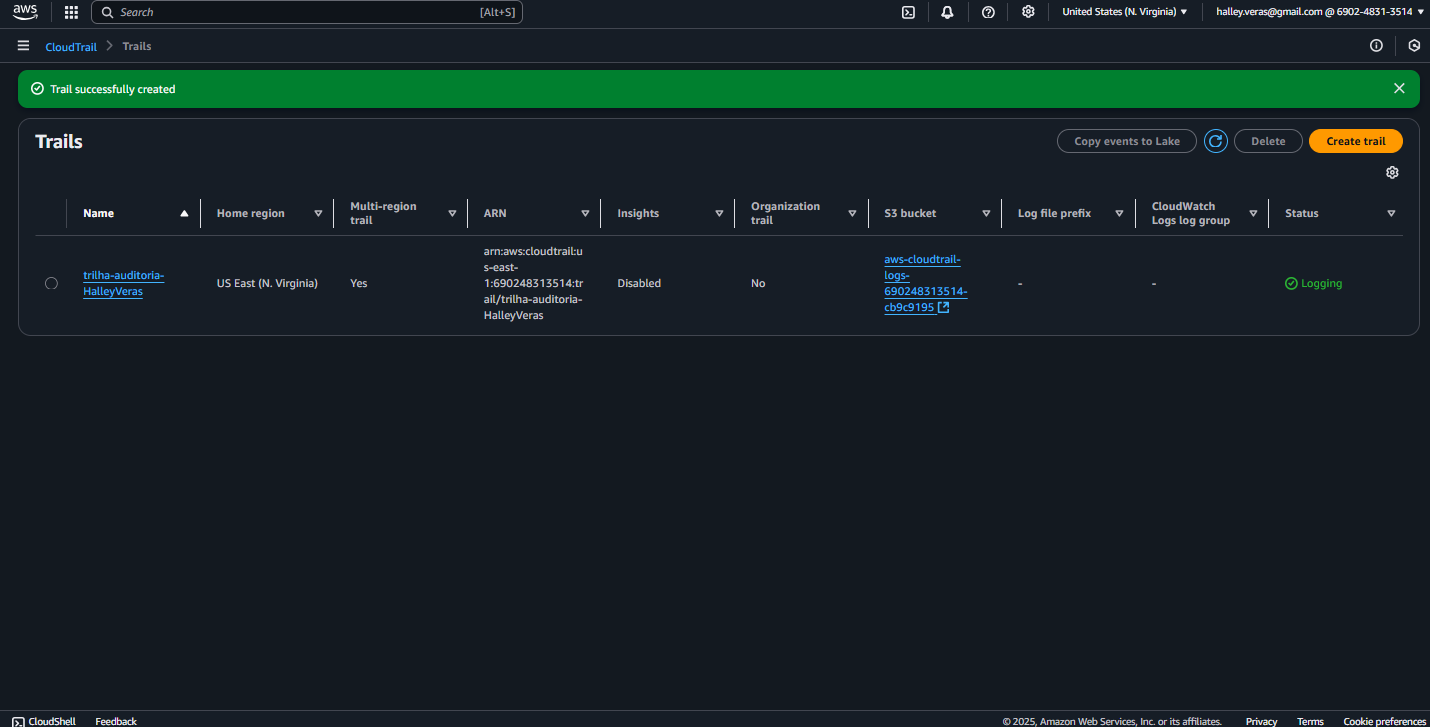 aws
Search
[Alt+S]
United States (N. Virginia)
halley.veras@gmail.com @ 6902-4831-3514
CloudTrail
Trails
Trail successfully created
Trails
Copy events to Lake
Delete
Create trail
Name
Home region
Multi-region
trail
ARN
Insights
Organization
trail
S3 bucket
Log file prefix
CloudWatch
Logs log group
Status
trilha-auditoria-
HalleyVeras
US East (N. Virginia)
Yes
arn:aws:cloudtrail:u
s-east-
1:690248313514:tr
ail/trilha-auditoria-
HalleyVeras
Disabled
No
aws-cloudtrail-
logs-
690248313514-
cb9c9195
-
-
Logging
CloudShell
Feedback
© 2025, Amazon Web Services, Inc. or its affiliates.
Privacy
Terms
Cookie preferences